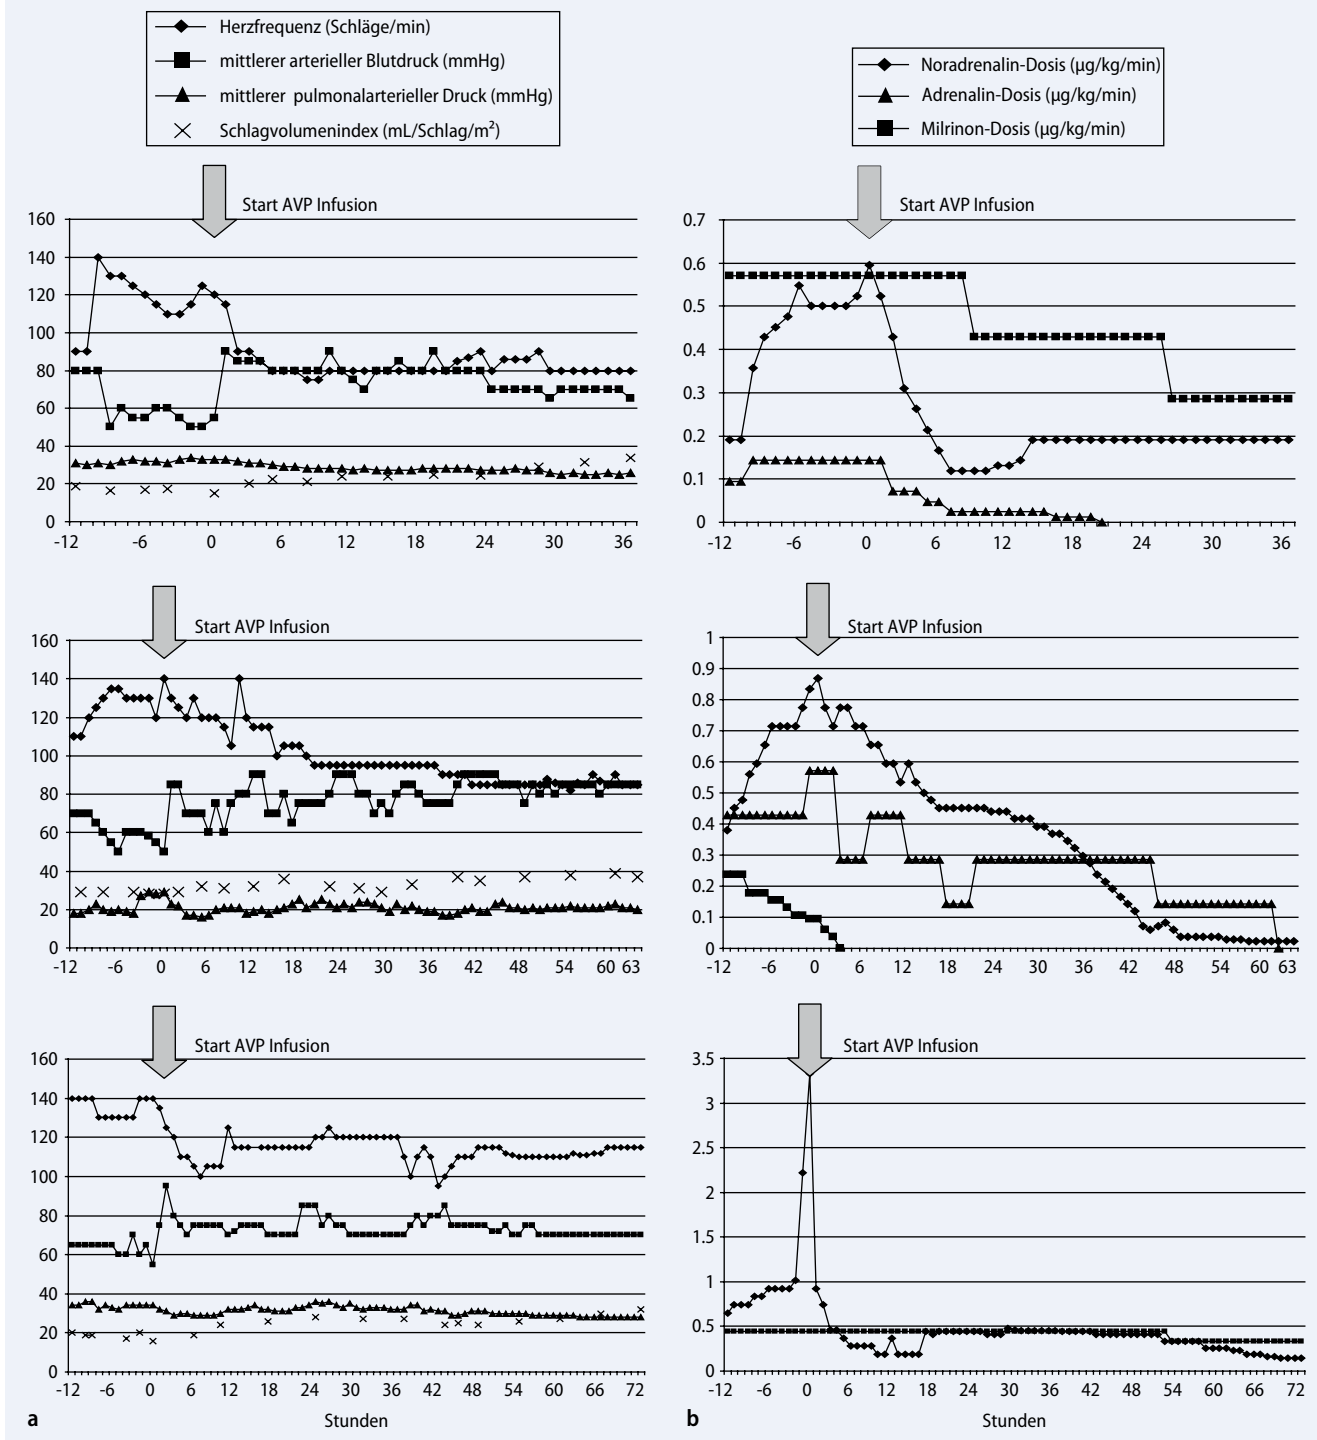 Herzfrequenz (Schläge/min)
mittlerer arterieller Blutdruck (mmHg)
mittlerer pulmonalarterieller Druck (mmHg)
Schlagvolumenindex (mL/Schlag/m²)
Noradrenalin-Dosis (µg/kg/min)
Adrenalin-Dosis (µg/kg/min)
Milrinon-Dosis (µg/kg/min)
Start AVP Infusion
160
140
120
100
80
60
40
20
0
-12 -6 0 6 12 18 24 30 36
Start AVP Infusion
0.7
0.6
0.5
0.4
0.3
0.2
0.1
0
-12 -6 0 6 12 18 24 30 36
Start AVP Infusion
160
140
120
100
80
60
40
20
0
-12 -6 0 6 12 18 24 30 36 42 48 54 60 63
Start AVP Infusion
1
0.9
0.8
0.7
0.6
0.5
0.4
0.3
0.2
0.1
0
-12 -6 0 6 12 18 24 30 36 42 48 54 60 63
Start AVP Infusion
160
140
120
100
80
60
40
20
0
-12 -6 0 6 12 18 24 30 36 42 48 54 60 66 72
a Stunden
Start AVP Infusion
3.5
3
2.5
2
1.5
1
0.5
0
-12 -6 0 6 12 18 24 30 36 42 48 54 60 66 72
b Stunden